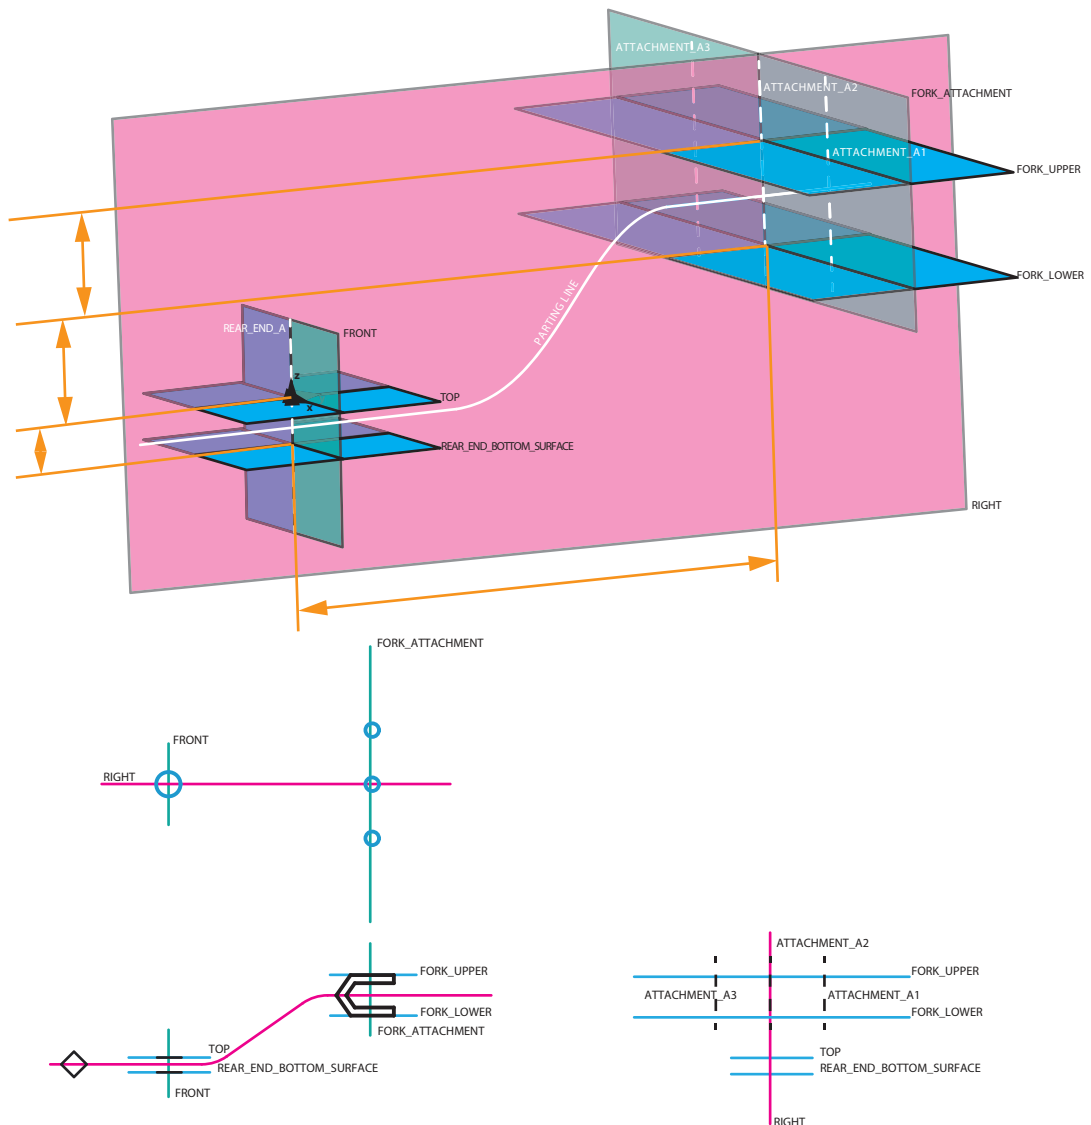 ATTACHMENT_A3
ATTACHMENT_A2
FORK_ATTACHMENT
ATTACHMENT_A1
FORK_UPPER
FORK_LOWER
PARTING LINE
REAR_END_A
FRONT
z
x
TOP
REAR_END_BOTTOM_SURFACE
RIGHT
FORK_ATTACHMENT
FRONT
RIGHT
FORK_UPPER
FORK_LOWER
FORK_ATTACHMENT
TOP
REAR_END_BOTTOM_SURFACE
FRONT
ATTACHMENT_A2
FORK_UPPER
ATTACHMENT_A3
ATTACHMENT_A1
FORK_LOWER
TOP
REAR_END_BOTTOM_SURFACE
RIGHT